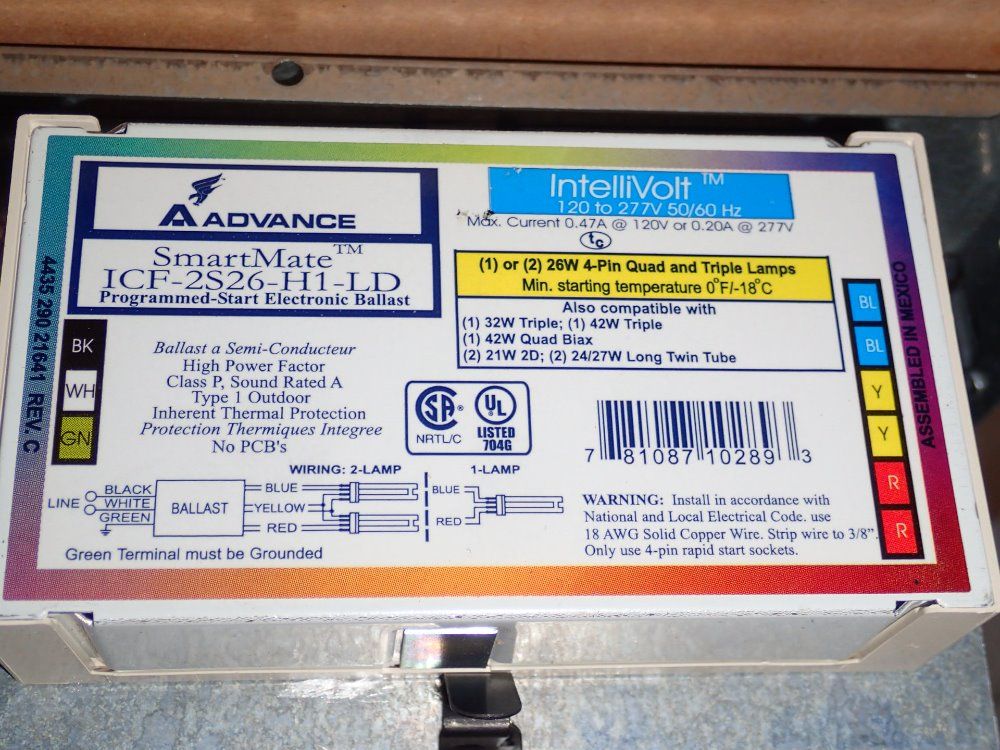 ADVANCE
SmartMate™
ICF-2S26-H1-LD
Programmed-Start Electronic Ballast
IntelliVolt™
120 to 277V 50/60 Hz
Max. Current 0.47A @ 120V or 0.20A @ 277V
tc
(1) or (2) 26W 4-Pin Quad and Triple Lamps
Min. starting temperature 0°F/-18°C
Also compatible with
(1) 32W Triple; (1) 42W Triple
(1) 42W Quad Biax
(2) 21W 2D; (2) 24/27W Long Twin Tube
4435 290 21641 REV. C
BK
WH
GN
Ballast a Semi-Conducteur
High Power Factor
Class P, Sound Rated A
Type 1 Outdoor
Inherent Thermal Protection
Protection Thermiques Integree
No PCB's
SA®
NRTL/C
UL
LISTED
704G
7 81087 10289 3
BL
BL
Y
Y
R
R
ASSEMBLED IN MEXICO
WIRING: 2-LAMP
1-LAMP
LINE
BLACK
WHITE
GREEN
BALLAST
BLUE
YELLOW
RED
BLUE
RED
Green Terminal must be Grounded
WARNING: Install in accordance with
National and Local Electrical Code. use
18 AWG Solid Copper Wire. Strip wire to 3/8".
Only use 4-pin rapid start sockets.